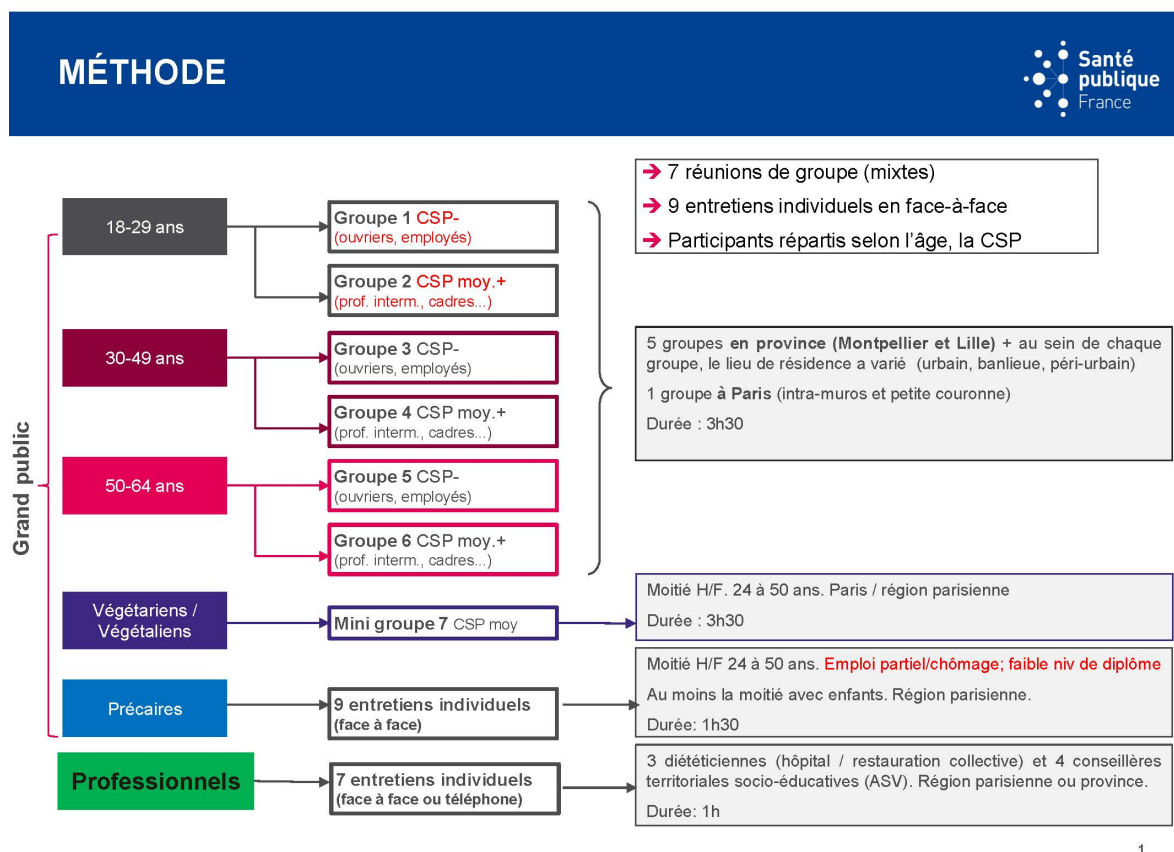 MÉTHODE
Santé
publique
France
➔ 7 réunions de groupe (mixtes)
➔ 9 entretiens individuels en face-à-face
➔ Participants répartis selon l'âge, la CSP
Grand public
18-29 ans
Groupe 1 CSP-
(ouvriers, employés)
Groupe 2 CSP moy.+
(prof. interm., cadres...)
30-49 ans
Groupe 3 CSP-
(ouvriers, employés)
Groupe 4 CSP moy.+
(prof. interm., cadres...)
50-64 ans
Groupe 5 CSP-
(ouvriers, employés)
Groupe 6 CSP moy.+
(prof. interm., cadres...)
5 groupes en province (Montpellier et Lille) + au sein de chaque
groupe, le lieu de résidence a varié (urbain, banlieue, péri-urbain)
1 groupe à Paris (intra-muros et petite couronne)
Durée : 3h30
Végétariens /
Végétaliens
Mini groupe 7 CSP moy
Moitié H/F. 24 à 50 ans. Paris / région parisienne
Durée : 3h30
Précaires
9 entretiens individuels
(face à face)
Moitié H/F 24 à 50 ans. Emploi partiel/chômage; faible niv de diplôme
Au moins la moitié avec enfants. Région parisienne.
Durée: 1h30
Professionnels
7 entretiens individuels
(face à face ou téléphone)
3 diététiciennes (hôpital / restauration collective) et 4 conseillères
territoriales socio-éducatives (ASV). Région parisienne ou province.
Durée: 1h
1